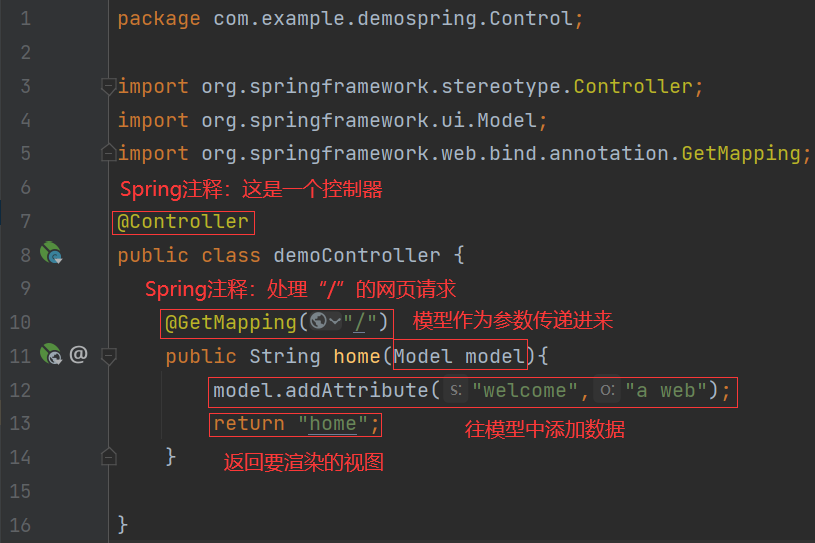 1 package com.example.demospring.Control;
2
3 import org.springframework.stereotype.Controller;
4 import org.springframework.ui.Model;
5 import org.springframework.web.bind.annotation.GetMapping;
6 Spring注释：这是一个控制器
7 @Controller
8 public class demoController {
9 Spring注释：处理“/”的网页请求
10 @GetMapping("/") 模型作为参数传递进来
11 @ public String home(Model model){
12 model.addAttribute( s: "welcome", o: "a web");
13 return "home"; 往模型中添加数据
14 } 返回要渲染的视图
15
16 }